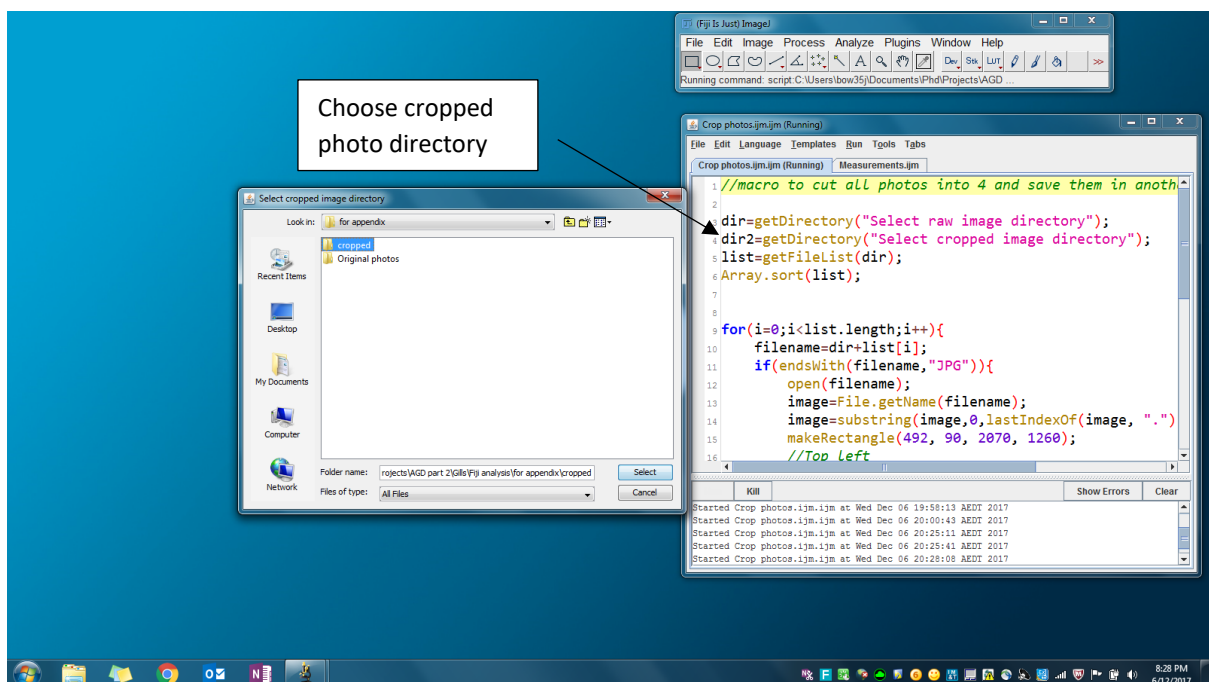 (Fiji Is Just) ImageJ
File Edit Image Process Analyze Plugins Window Help
Dev Stk LUT >>
Running command: script:C:\Users\bow35j\Documents\Phd\Projects\AGD ...
Choose cropped
photo directory
Crop photos.ijm.ijm (Running)
File Edit Language Templates Run Tools Tabs
Crop photos.ijm.ijm (Running) Measurements.ijm
1 //macro to cut all photos into 4 and save them in anoth
2
3 dir=getDirectory("Select raw image directory");
4 dir2=getDirectory("Select cropped image directory");
5 list=getFileList(dir);
6 Array.sort(list);
7
8
9 for(i=0;i<list.length;i++){
10 filename=dir+list[i];
11 if(endsWith(filename,"JPG")){
12 open(filename);
13 image=File.getName(filename);
14 image=substring(image,0,lastIndexOf(image, ".")
15 makeRectangle(492, 90, 2070, 1260);
16 //Top left
Kill Show Errors Clear
Started Crop photos.ijm.ijm at Wed Dec 06 19:58:13 AEDT 2017
Started Crop photos.ijm.ijm at Wed Dec 06 20:00:43 AEDT 2017
Started Crop photos.ijm.ijm at Wed Dec 06 20:25:11 AEDT 2017
Started Crop photos.ijm.ijm at Wed Dec 06 20:25:41 AEDT 2017
Started Crop photos.ijm.ijm at Wed Dec 06 20:28:08 AEDT 2017
Select cropped image directory
Look in: for appendix
cropped
Original photos
Recent Items
Desktop
My Documents
Computer
Network
Folder name: rojects\AGD part 2\Gills\Fiji analysis\for appendix\cropped Select
Files of type: All Files Cancel
8:28 PM
6/12/2017